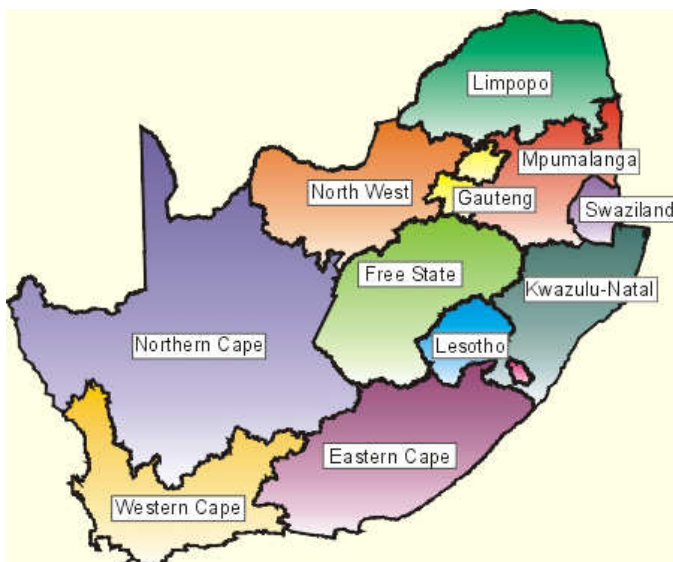 Limpopo
Mpumalanga
North West
Gauteng
Swaziland
Free State
Kwazulu-Natal
Northern Cape
Lesotho
Eastern Cape
Western Cape